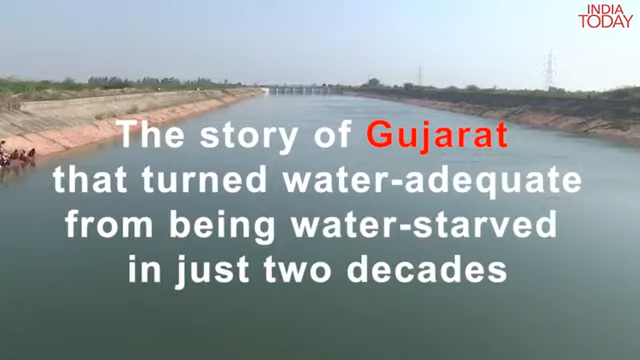 INDIA
TODAY
The story of Gujarat
that turned water-adequate
from being water-starved
in just two decades